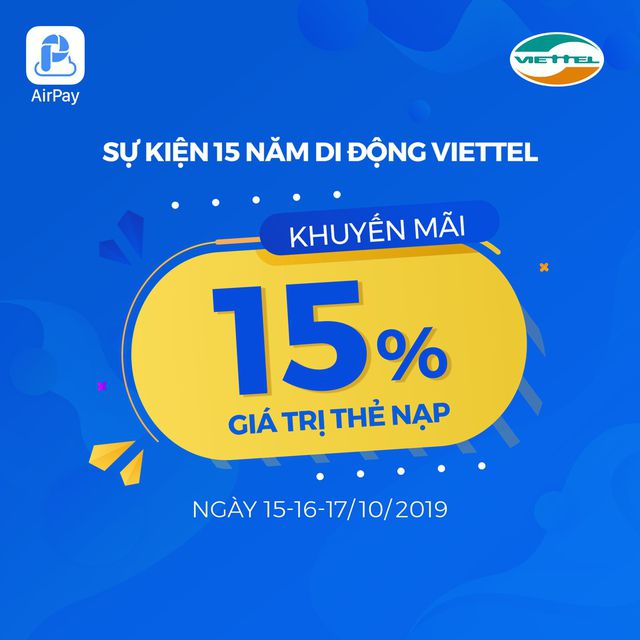 AirPay
VIETTEL
SỰ KIỆN 15 NĂM DI ĐỘNG VIETTEL
KHUYẾN MÃI
15%
GIÁ TRỊ THẺ NẠP
NGÀY 15-16-17/10/2019